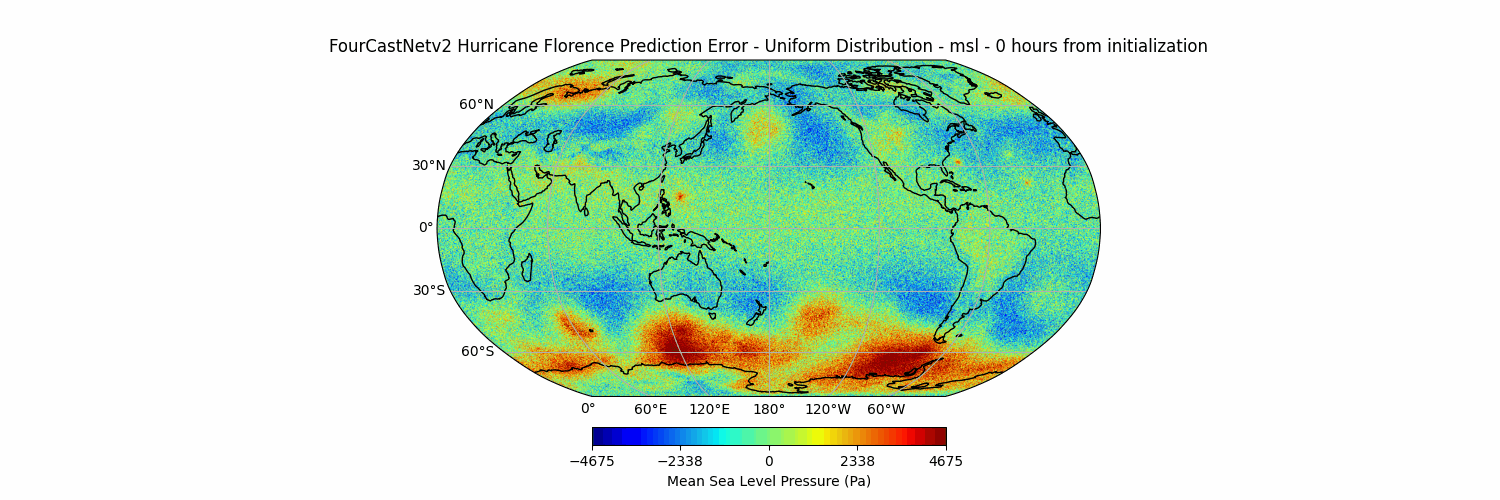 FourCastNetv2 Hurricane Florence Prediction Error - Uniform Distribution - msl - 0 hours from initialization
60°N
30°N
0°
30°S
60°S
0° 60°E 120°E 180° 120°W 60°W
−4675 −2338 0 2338 4675
Mean Sea Level Pressure (Pa)